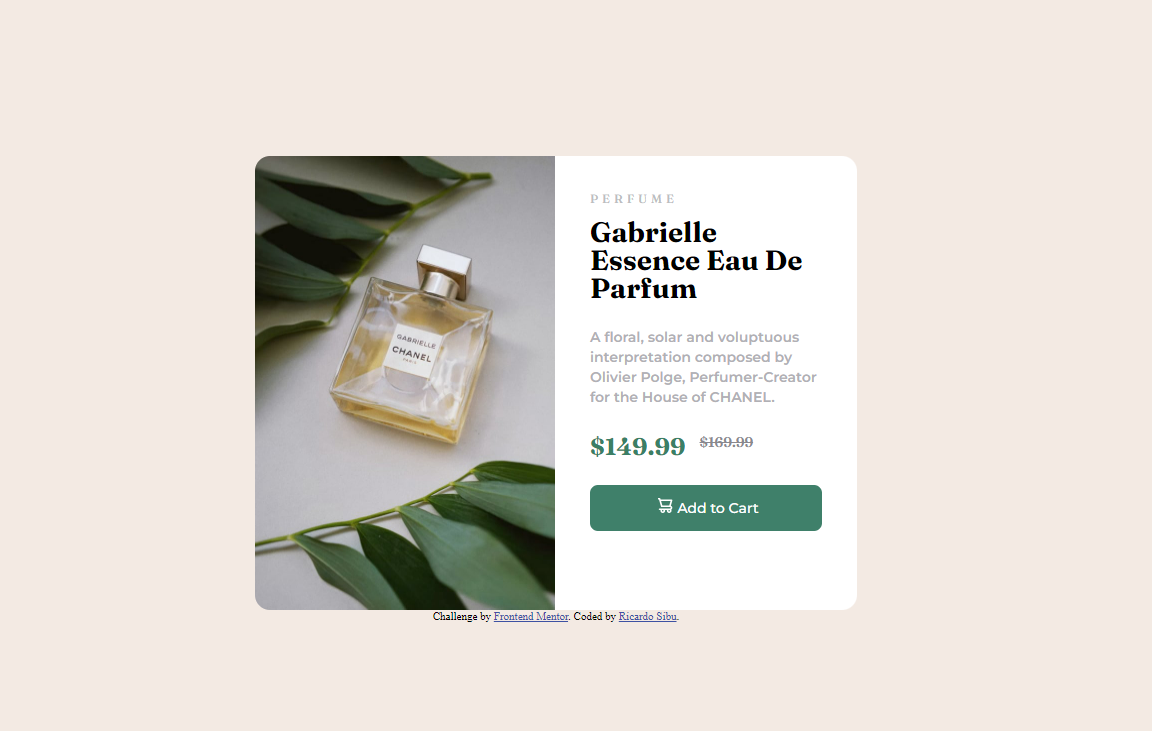 GABRIELLE
CHANEL
PARIS
PERFUME
Gabrielle
Essence Eau De
Parfum
A floral, solar and voluptuous
interpretation composed by
Olivier Polge, Perfumer-Creator
for the House of CHANEL.
$149.99 $169.99
Add to Cart
Challenge by Frontend Mentor. Coded by Ricardo Sibu.